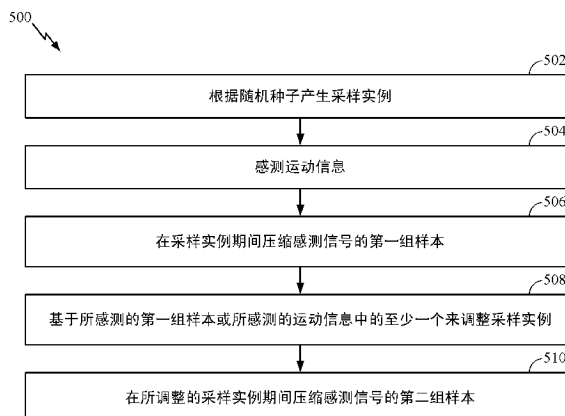 500
502
根据随机种子产生采样实例
504
感测运动信息
506
在采样实例期间压缩感测信号的第一组样本
508
基于所感测的第一组样本或所感测的运动信息中的至少一个来调整采样实例
510
在所调整的采样实例期间压缩感测信号的第二组样本